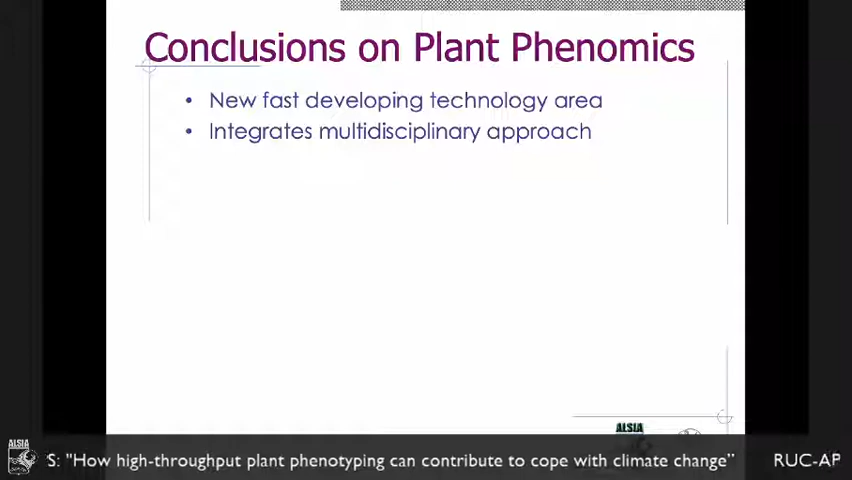 Conclusions on Plant Phenomics
• New fast developing technology area
• Integrates multidisciplinary approach
ALSIA
ALSIA
'S: "How high-throughput plant phenotyping can contribute to cope with climate change” RUC-AP